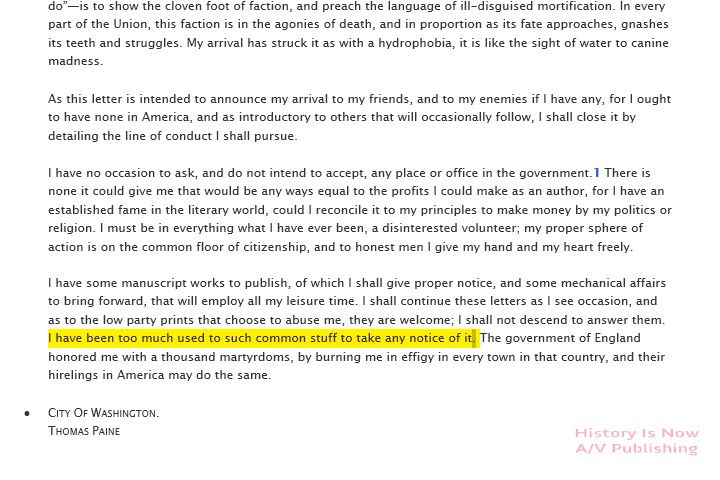 do”—is to show the cloven foot of faction, and preach the language of ill-disguised mortification. In every
part of the Union, this faction is in the agonies of death, and in proportion as its fate approaches, gnashes
its teeth and struggles. My arrival has struck it as with a hydrophobia, it is like the sight of water to canine
madness.
As this letter is intended to announce my arrival to my friends, and to my enemies if I have any, for I ought
to have none in America, and as introductory to others that will occasionally follow, I shall close it by
detailing the line of conduct I shall pursue.
I have no occasion to ask, and do not intend to accept, any place or office in the government.1 There is
none it could give me that would be any ways equal to the profits I could make as an author, for I have an
established fame in the literary world, could I reconcile it to my principles to make money by my politics or
religion. I must be in everything what I have ever been, a disinterested volunteer; my proper sphere of
action is on the common floor of citizenship, and to honest men I give my hand and my heart freely.
I have some manuscript works to publish, of which I shall give proper notice, and some mechanical affairs
to bring forward, that will employ all my leisure time. I shall continue these letters as I see occasion, and
as to the low party prints that choose to abuse me, they are welcome; I shall not descend to answer them.
I have been too much used to such common stuff to take any notice of it. The government of England
honored me with a thousand martyrdoms, by burning me in effigy in every town in that country, and their
hirelings in America may do the same.
• CITY OF WASHINGTON.
THOMAS PAINE
History Is Now
A/V Publishing